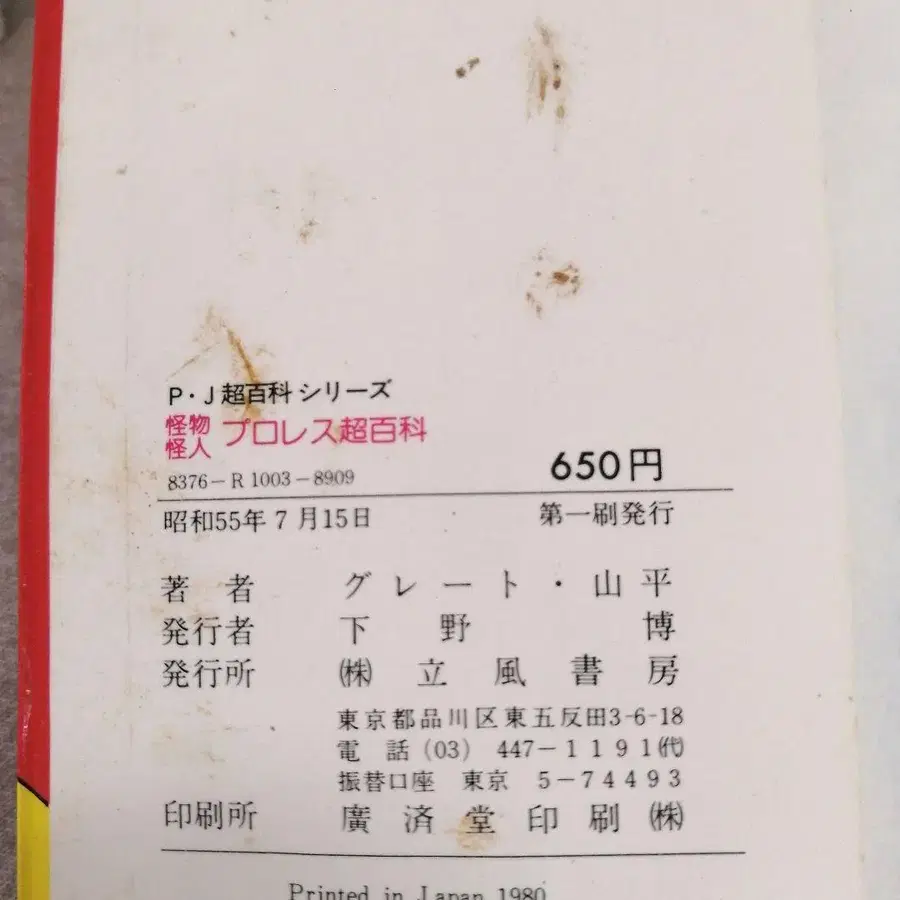 P・J超百科シリーズ
怪物
怪人 プロレス超百科
8376-R 1003-8909
650円
昭和55年7月15日 第一刷発行
著者 グレート・山平
発行者 下野博
発行所 ㈱立風書房
東京都品川区東五反田3-6-18
電話(03) 447-1191㈹
振替口座 東京 5-74493
印刷所 廣済堂印刷㈱
Printed in Japan 1980